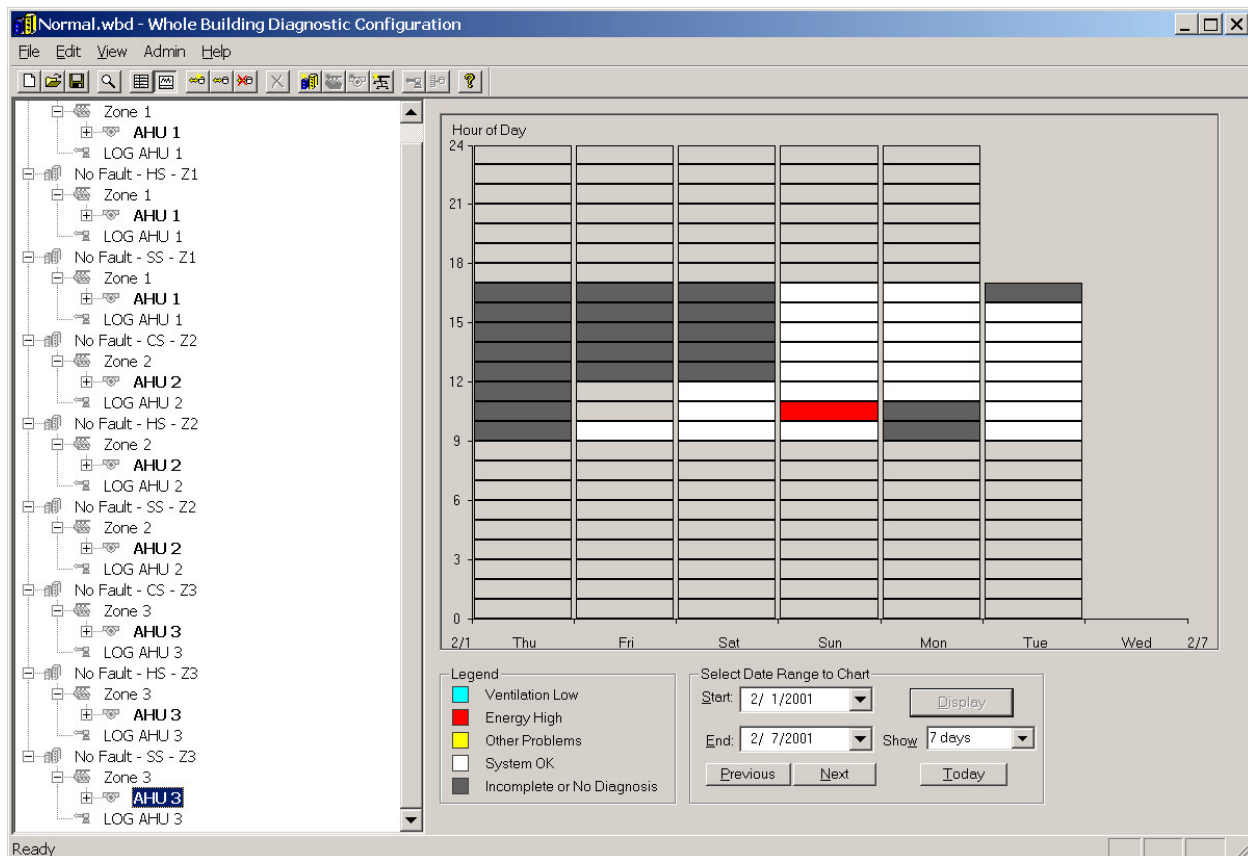 Normal.wbd - Whole Building Diagnostic Configuration
File Edit View Admin Help
Zone 1
AHU 1
LOG AHU 1
No Fault - HS - Z1
Zone 1
AHU 1
LOG AHU 1
No Fault - SS - Z1
Zone 1
AHU 1
LOG AHU 1
No Fault - CS - Z2
Zone 2
AHU 2
LOG AHU 2
No Fault - HS - Z2
Zone 2
AHU 2
LOG AHU 2
No Fault - SS - Z2
Zone 2
AHU 2
LOG AHU 2
No Fault - CS - Z3
Zone 3
AHU 3
LOG AHU 3
No Fault - HS - Z3
Zone 3
AHU 3
LOG AHU 3
No Fault - SS - Z3
Zone 3
AHU 3
LOG AHU 3
Hour of Day
24
21
18
15
12
9
6
3
0
2/1 Thu Fri Sat Sun Mon Tue Wed 2/7
Legend
Ventilation Low
Energy High
Other Problems
System OK
Incomplete or No Diagnosis
Select Date Range to Chart
Start: 2/ 1/2001 Display
End: 2/ 7/2001 Show 7 days
Previous Next Today
Ready